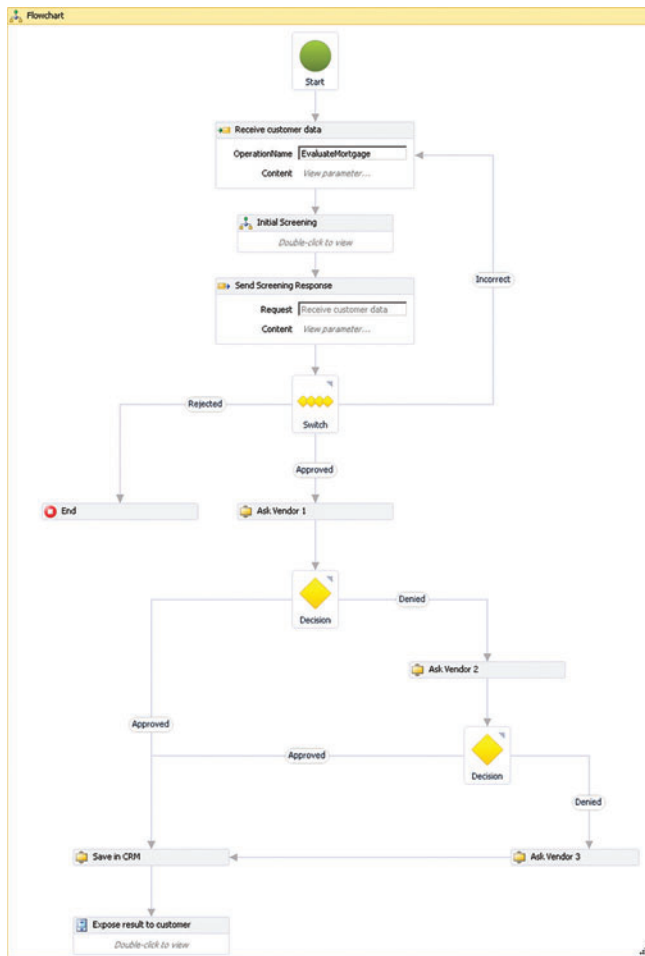 Flowchart
Start
Receive customer data
OperationName EvaluateMortgage
Content View parameter...
Initial Screening
Double-click to view
Send Screening Response
Incorrect
Request Receive customer data
Content View parameter...
Rejected
Switch
Approved
End
Ask Vendor 1
Denied
Decision
Ask Vendor 2
Approved
Approved
Decision
Denied
Save in CRM
Ask Vendor 3
Expose result to customer
Double-click to view